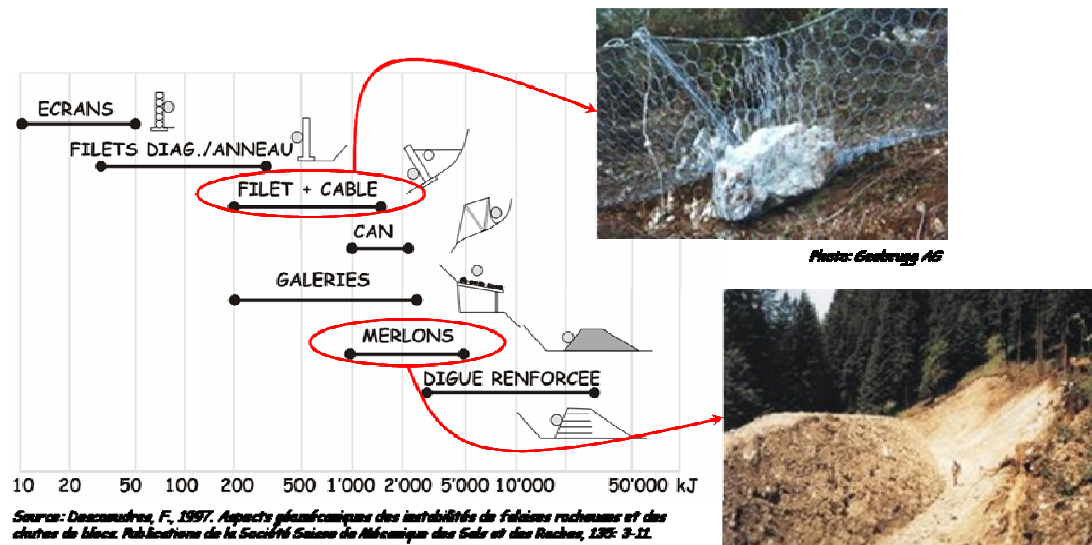 ECRANS
FILETS DIAG./ANNEAU
FILET + CABLE
CAN
GALERIES
MERLONS
DIGUE RENFORCEE
10 20 50 100 200 500 1'000 2'000 5'000 10'000 50'000 kJ
Photo: Geobrugg AG
Source: Descoeudres, F., 1997. Aspects géomécaniques des instabilités de falaises rocheuses et des
chutes de blocs. Publications de la Société Suisse de Mécanique des Sols et des Roches, 135: 3-11.